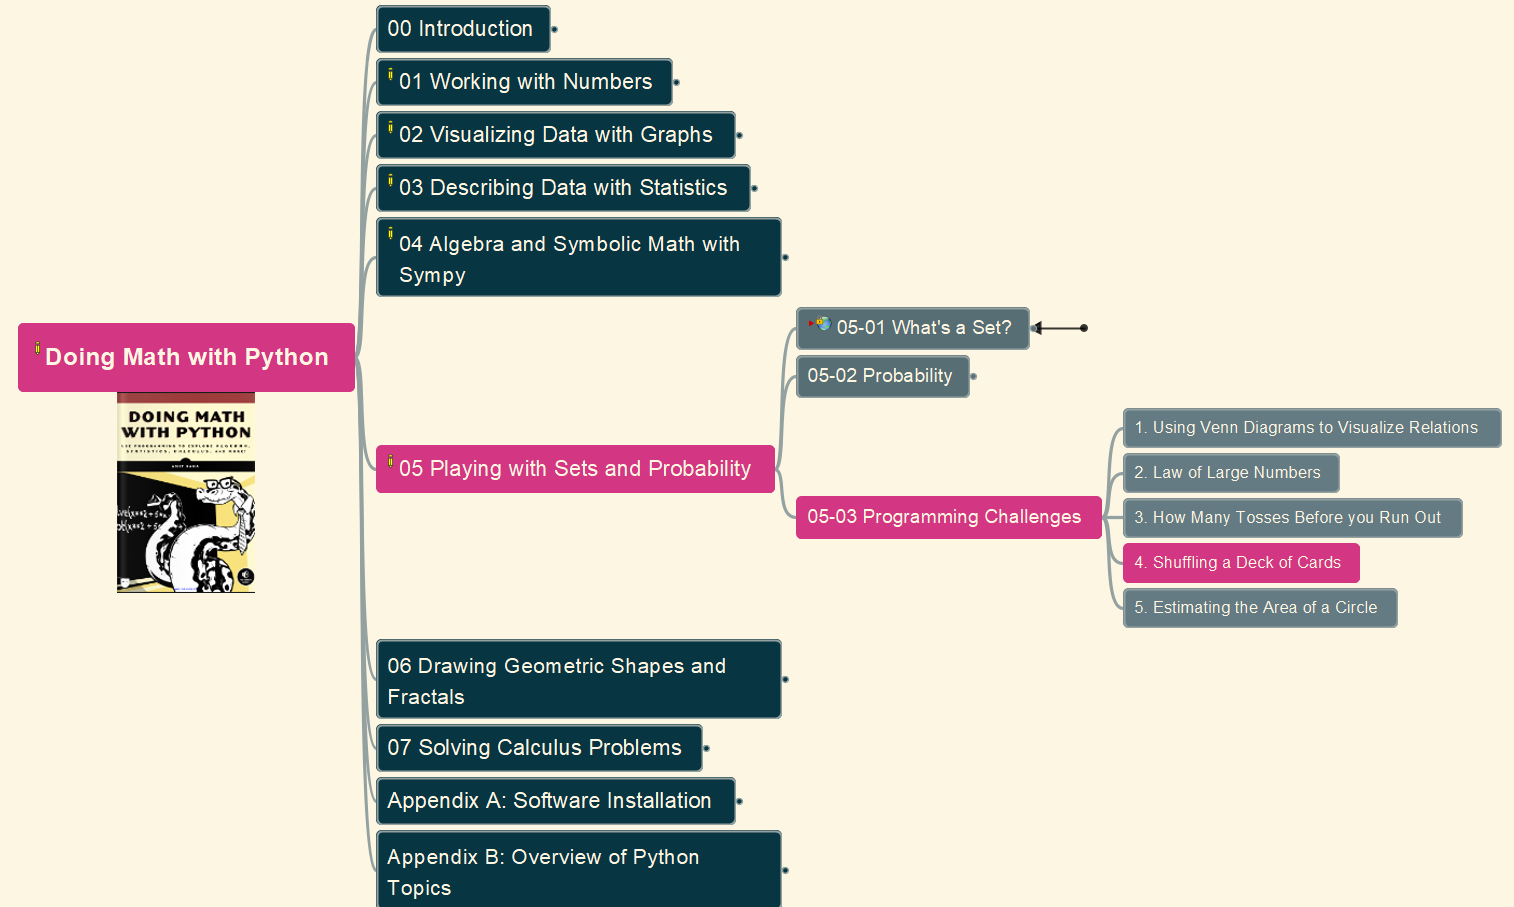 00 Introduction
01 Working with Numbers
02 Visualizing Data with Graphs
03 Describing Data with Statistics
04 Algebra and Symbolic Math with
Sympy
Doing Math with Python
DOING MATH
WITH PYTHON
05 Playing with Sets and Probability
05-01 What's a Set?
05-02 Probability
05-03 Programming Challenges
1. Using Venn Diagrams to Visualize Relations
2. Law of Large Numbers
3. How Many Tosses Before you Run Out
4. Shuffling a Deck of Cards
5. Estimating the Area of a Circle
06 Drawing Geometric Shapes and
Fractals
07 Solving Calculus Problems
Appendix A: Software Installation
Appendix B: Overview of Python
Topics